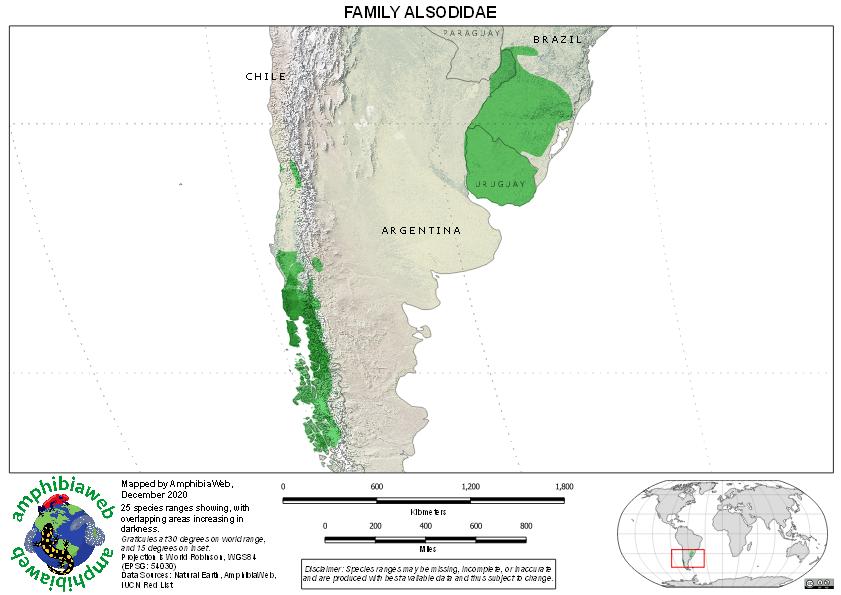 FAMILY ALSODIDAE
PARAGUAY
BRAZIL
CHILE
URUGUAY
ARGENTINA
amphibiaweb
amphibiaweb
Mapped by AmphibiaWeb,
December 2020
25 species ranges showing, with
overlapping areas increasing in
darkness.
Graticules at 30 degrees on world range,
and 15 degrees on inset.
Projection is World Robinson, WGS84
(EPSG: 54030)
Data Sources: Natural Earth, AmphibiaWeb,
IUCN Red List
0 600 1,200 1,800
Kilometers
0 200 400 600 800
Miles
Disclaimer: Species ranges may be missing, incomplete, or inaccurate
and are produced with best available data and thus subject to change.